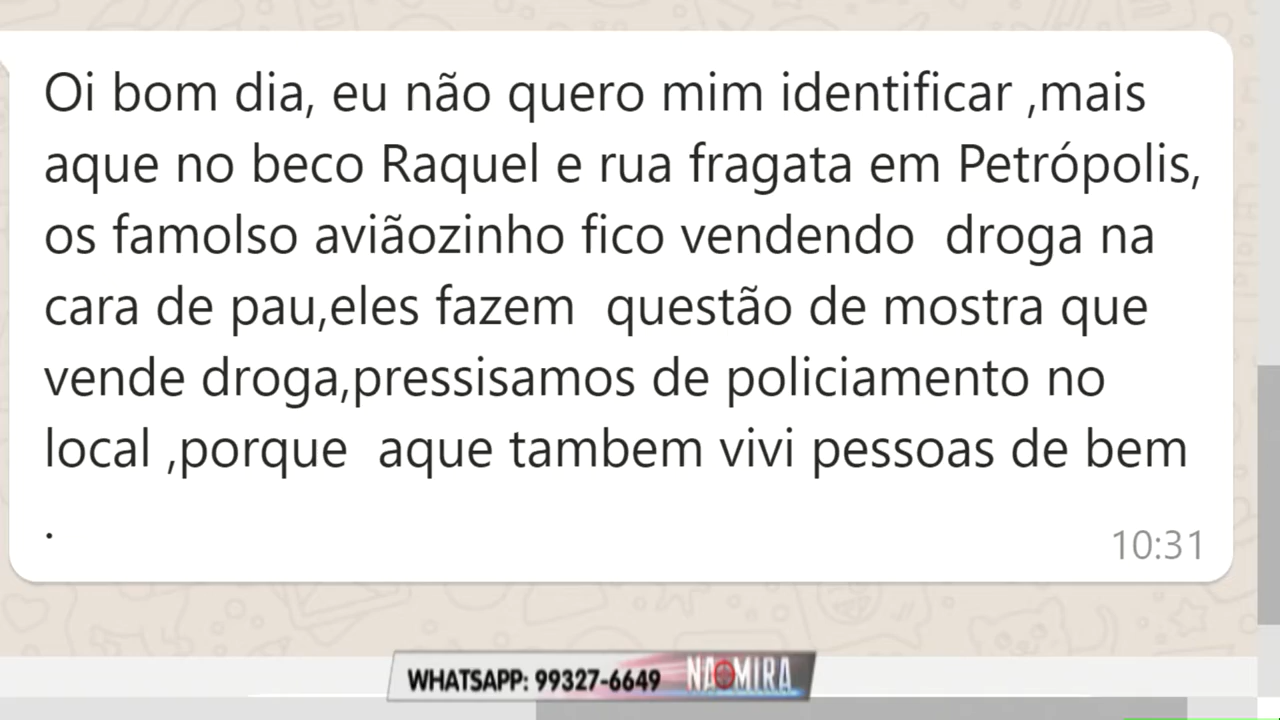 Oi bom dia, eu não quero mim identificar ,mais
aque no beco Raquel e rua fragata em Petrópolis,
os famolso aviãozinho fico vendendo  droga na
cara de pau,eles fazem  questão de mostra que
vende droga,pressisamos de policiamento no
local ,porque  aque tambem vivi pessoas de bem
.
10:31
WHATSAPP: 99327-6649 NA MIRA